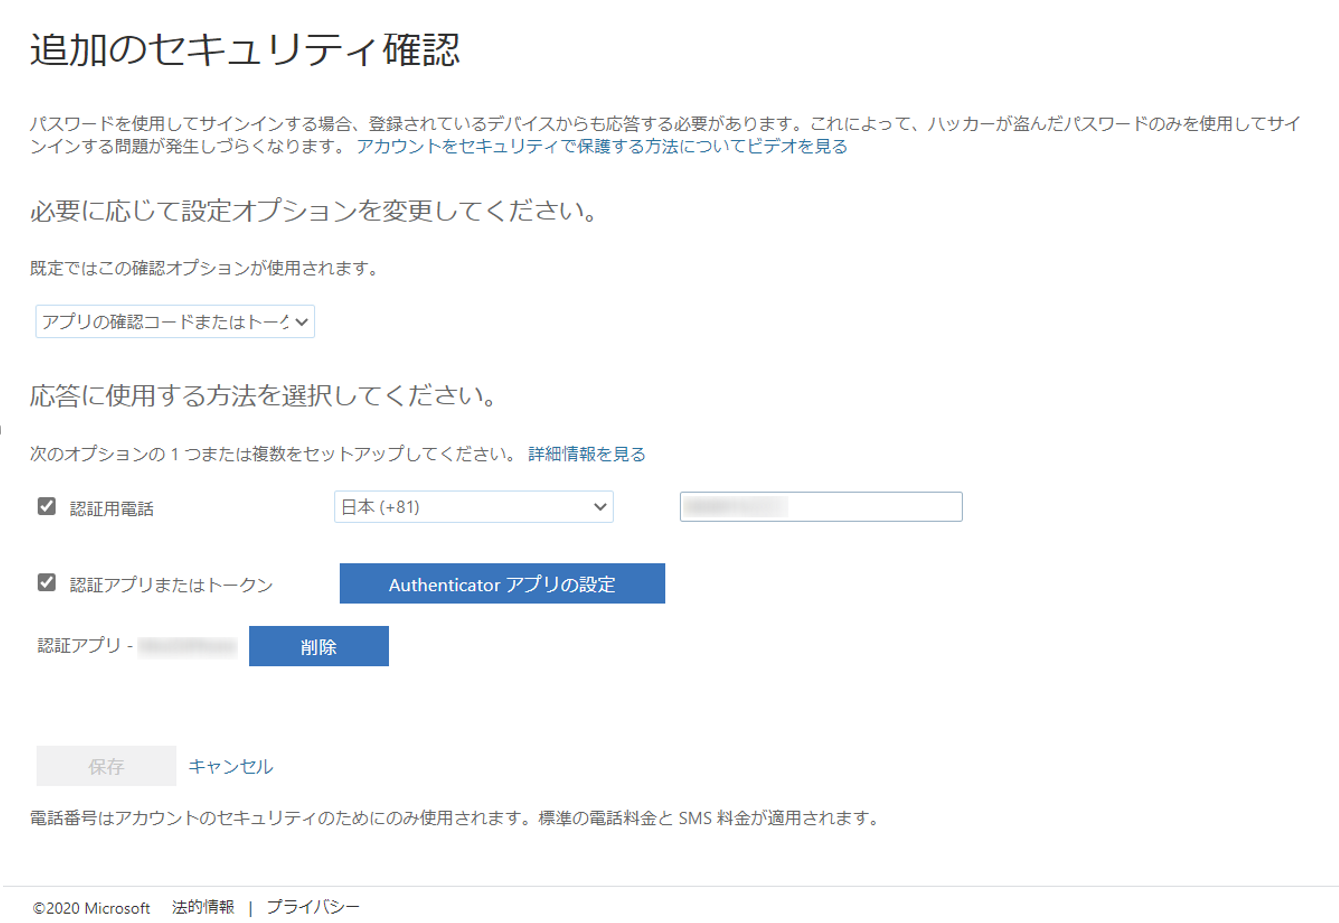 追加のセキュリティ確認
パスワードを使用してサインインする場合、登録されているデバイスからも応答する必要があります。これによって、ハッカーが盗んだパスワードのみを使用してサイ
ンインする問題が発生しづらくなります。 アカウントをセキュリティで保護する方法についてビデオを見る
必要に応じて設定オプションを変更してください。
既定ではこの確認オプションが使用されます。
アプリの確認コードまたはトーク
応答に使用する方法を選択してください。
次のオプションの 1 つまたは複数をセットアップしてください。 詳細情報を見る
認証用電話 日本 (+81)
認証アプリまたはトークン Authenticator アプリの設定
認証アプリ - 削除
保存 キャンセル
電話番号はアカウントのセキュリティのためにのみ使用されます。標準の電話料金と SMS 料金が適用されます。
©2020 Microsoft 法的情報 | プライバシー